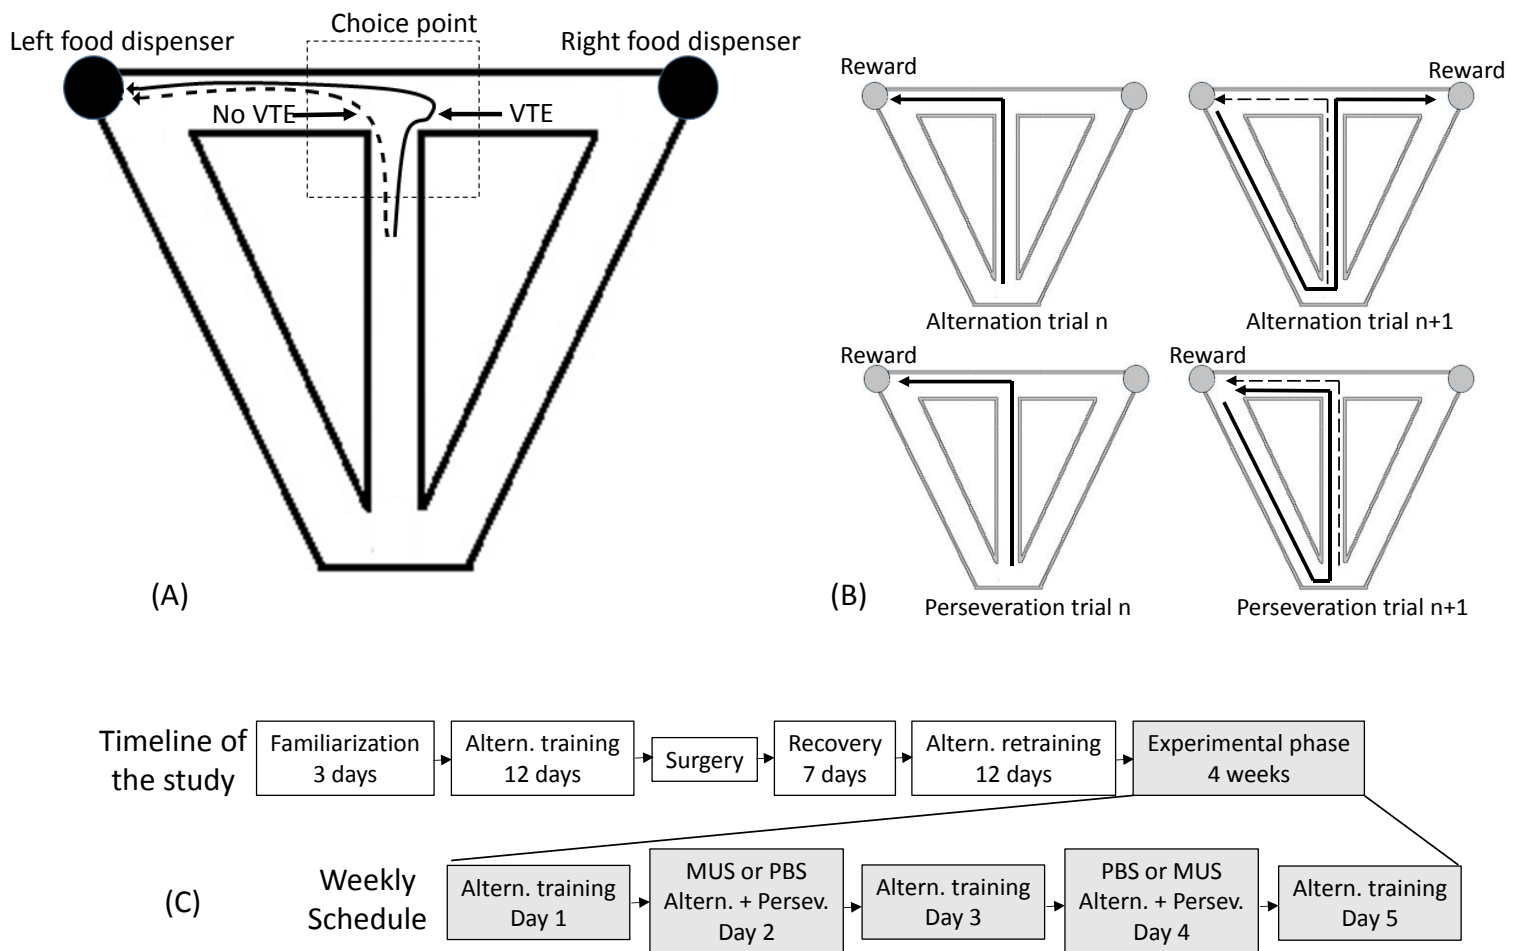 Choice point
Left food dispenser
Right food dispenser
No VTE
VTE
(A)
Reward
Reward
Alternation trial n
Alternation trial n+1
Reward
Reward
(B)
Perseveration trial n
Perseveration trial n+1
Timeline of
the study
Familiarization
3 days
Altern. training
12 days
Surgery
Recovery
7 days
Altern. retraining
12 days
Experimental phase
4 weeks
(C)
Weekly
Schedule
Altern. training
Day 1
MUS or PBS
Altern. + Persev.
Day 2
Altern. training
Day 3
PBS or MUS
Altern. + Persev.
Day 4
Altern. training
Day 5